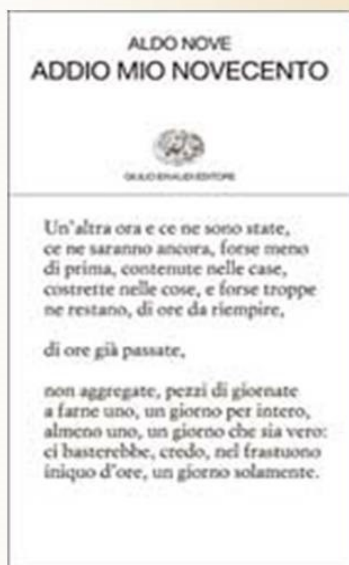 ALDO NOVE
ADDIO MIO NOVECENTO
GIULIO EINAUDI EDITORE
Un'altra ora e ce ne sono state,
ce ne saranno ancora, forse meno
di prima, contenute nelle case,
costrette nelle cose, e forse troppe
ne restano, di ore da riempire,
di ore già passate,
non aggregate, pezzi di giornate
a farne uno, un giorno per intero,
almeno uno, un giorno che sia vero:
ci basterebbe, credo, nel frastuono
iniquo d'ore, un giorno solamente.